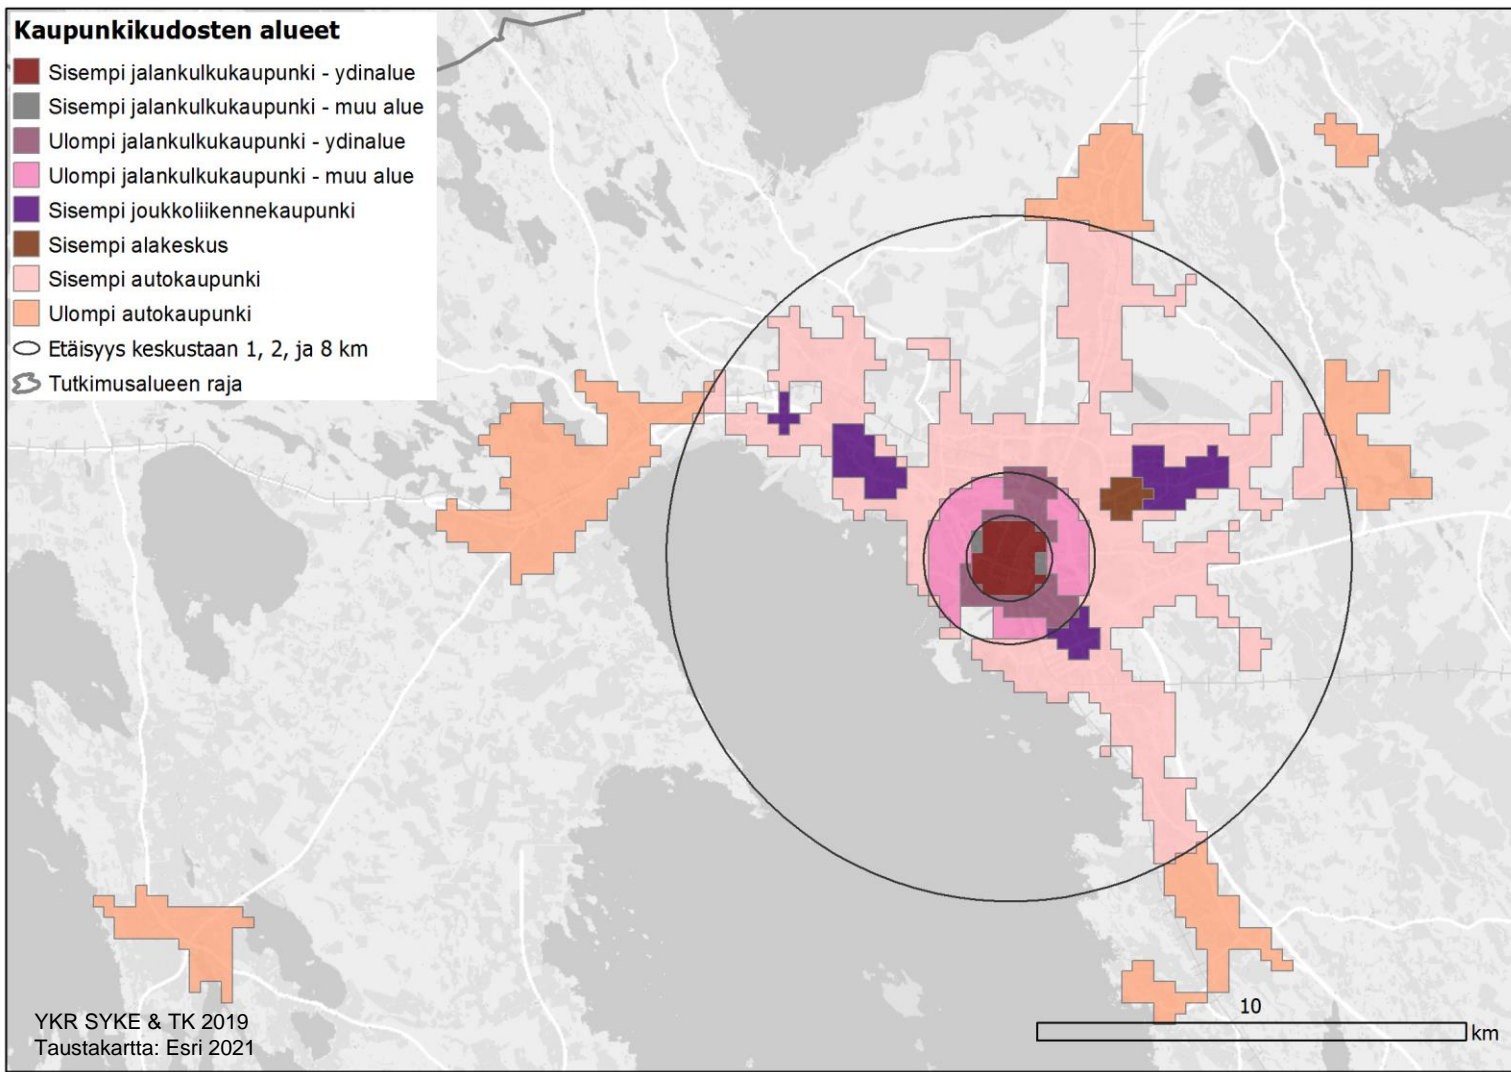 Kaupunkikudosten alueet
Sisempi jalankulkukaupunki - ydinalue
Sisempi jalankulkukaupunki - muu alue
Ulompi jalankulkukaupunki - ydinalue
Ulompi jalankulkukaupunki - muu alue
Sisempi joukkoliikennekaupunki
Sisempi alakeskus
Sisempi autokaupunki
Ulompi autokaupunki
Etäisyys keskustaan 1, 2, ja 8 km
Tutkimusalueen raja
10
km
YKR SYKE & TK 2019
Taustakartta: Esri 2021